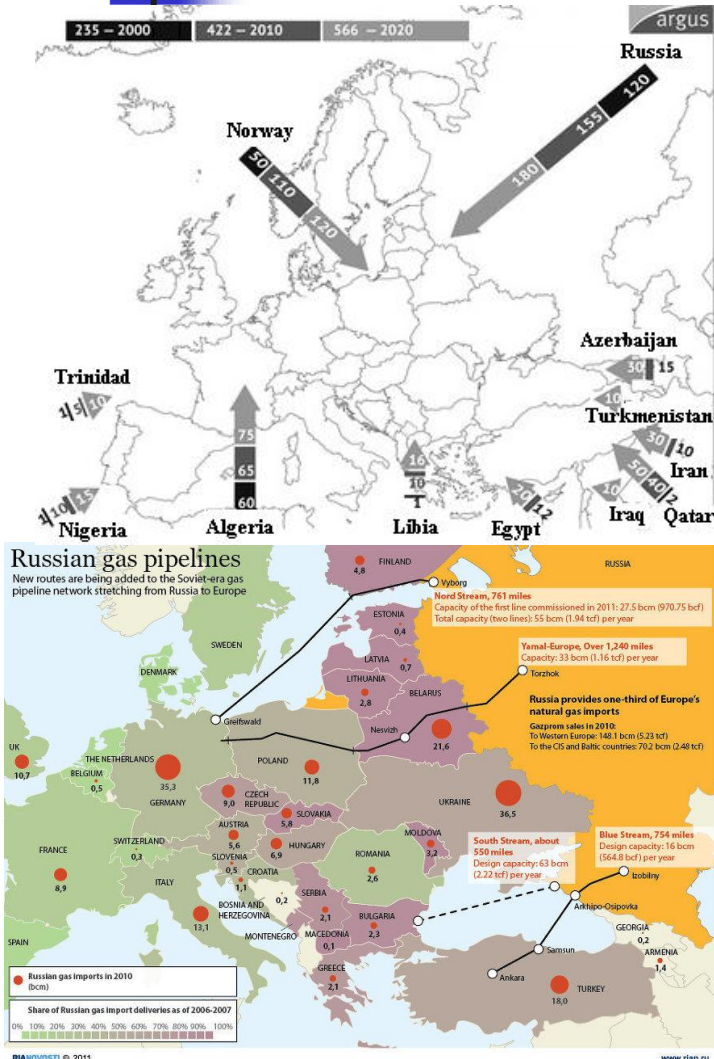 235 – 2000 422 – 2010 566 – 2020
argus
Russia
120
155
180
Norway
50 110 120
Azerbaijan
30 15
10
Turkmenistan
30 10
Iran
50 40 2
Qatar
10
Iraq
Trinidad
1 5 10
1 10 15
Nigeria
75
65
60
Algeria
16
10
1
Libia
20 12
Egypt
Russian gas pipelines
New routes are being added to the Soviet-era gas
pipeline network stretching from Russia to Europe
FINLAND
4,8
RUSSIA
Vyborg
Nord Stream, 761 miles
Capacity of the first line commissioned in 2011: 27.5 bcm (970.75 bcf)
Total capacity (two lines): 55 bcm (1.94 tcf) per year
ESTONIA
0,4
SWEDEN
Yamal-Europe, Over 1,240 miles
Capacity: 33 bcm (1.16 tcf) per year
LATVIA
0,7
DENMARK
Torzhok
LITHUANIA
2,8
BELARUS
Russia provides one-third of Europe's
natural gas imports
Gazprom sales in 2010:
To Western Europe: 148.1 bcm (5.23 tcf)
To the CIS and Baltic countries: 70.2 bcm (2.48 tcf)
Greifswald
Nesvizh
21,6
UK
10,7
THE NETHERLANDS
BELGIUM
0,5
35,3
GERMANY
POLAND
11,8
CZECH
REPUBLIC
9,0
SLOVAKIA
5,8
UKRAINE
36,5
AUSTRIA
5,6
HUNGARY
6,9
MOLDOVA
3,2
South Stream, about
550 miles
Design capacity: 63 bcm
(2.22 tcf) per year
Blue Stream, 754 miles
Design capacity: 16 bcm
(564.8 bcf) per year
FRANCE
8,9
SWITZERLAND
0,3
SLOVENIA
0,5
CROATIA
1,1
ROMANIA
2,6
Izobilny
ITALY
13,1
0,2
BOSNIA AND
HERZEGOVINA
SERBIA
2,1
Arkhipo-Osipovka
MONTENEGRO
MACEDONIA
0,1
BULGARIA
2,3
GEORGIA
0,2
SPAIN
Samsun
ARMENIA
1,4
GREECE
2,1
Ankara
TURKEY
18,0
Russian gas imports in 2010
(bcm)
Share of Russian gas import deliveries as of 2006-2007
0% 10% 20% 30% 40% 50% 60% 70% 80% 90% 100%
RIANOVOSTI © 2011
www.rian.ru